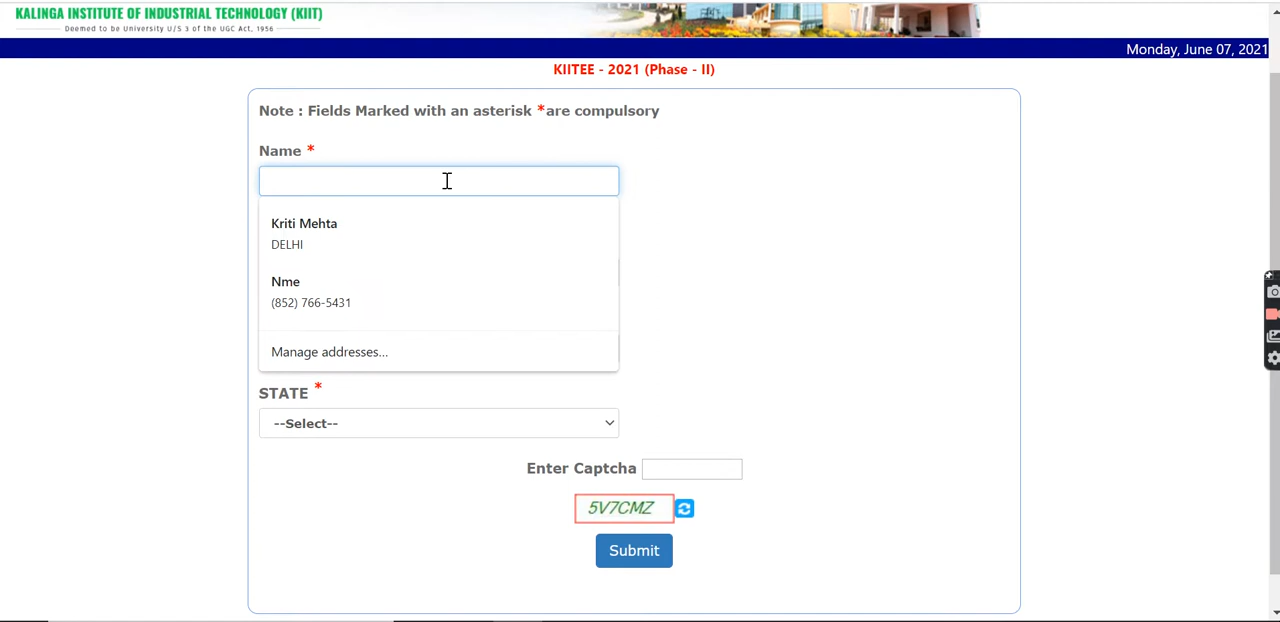 KALINGA INSTITUTE OF INDUSTRIAL TECHNOLOGY (KIIT)
Deemed to be University U/S 3 of the UGC Act, 1956
Monday, June 07, 2021
KIITEE - 2021 (Phase - II)
Note : Fields Marked with an asterisk *are compulsory
Name *
Kriti Mehta
DELHI
Nme
(852) 766-5431
Manage addresses...
STATE *
--Select--
Enter Captcha
5V7CMZ
Submit